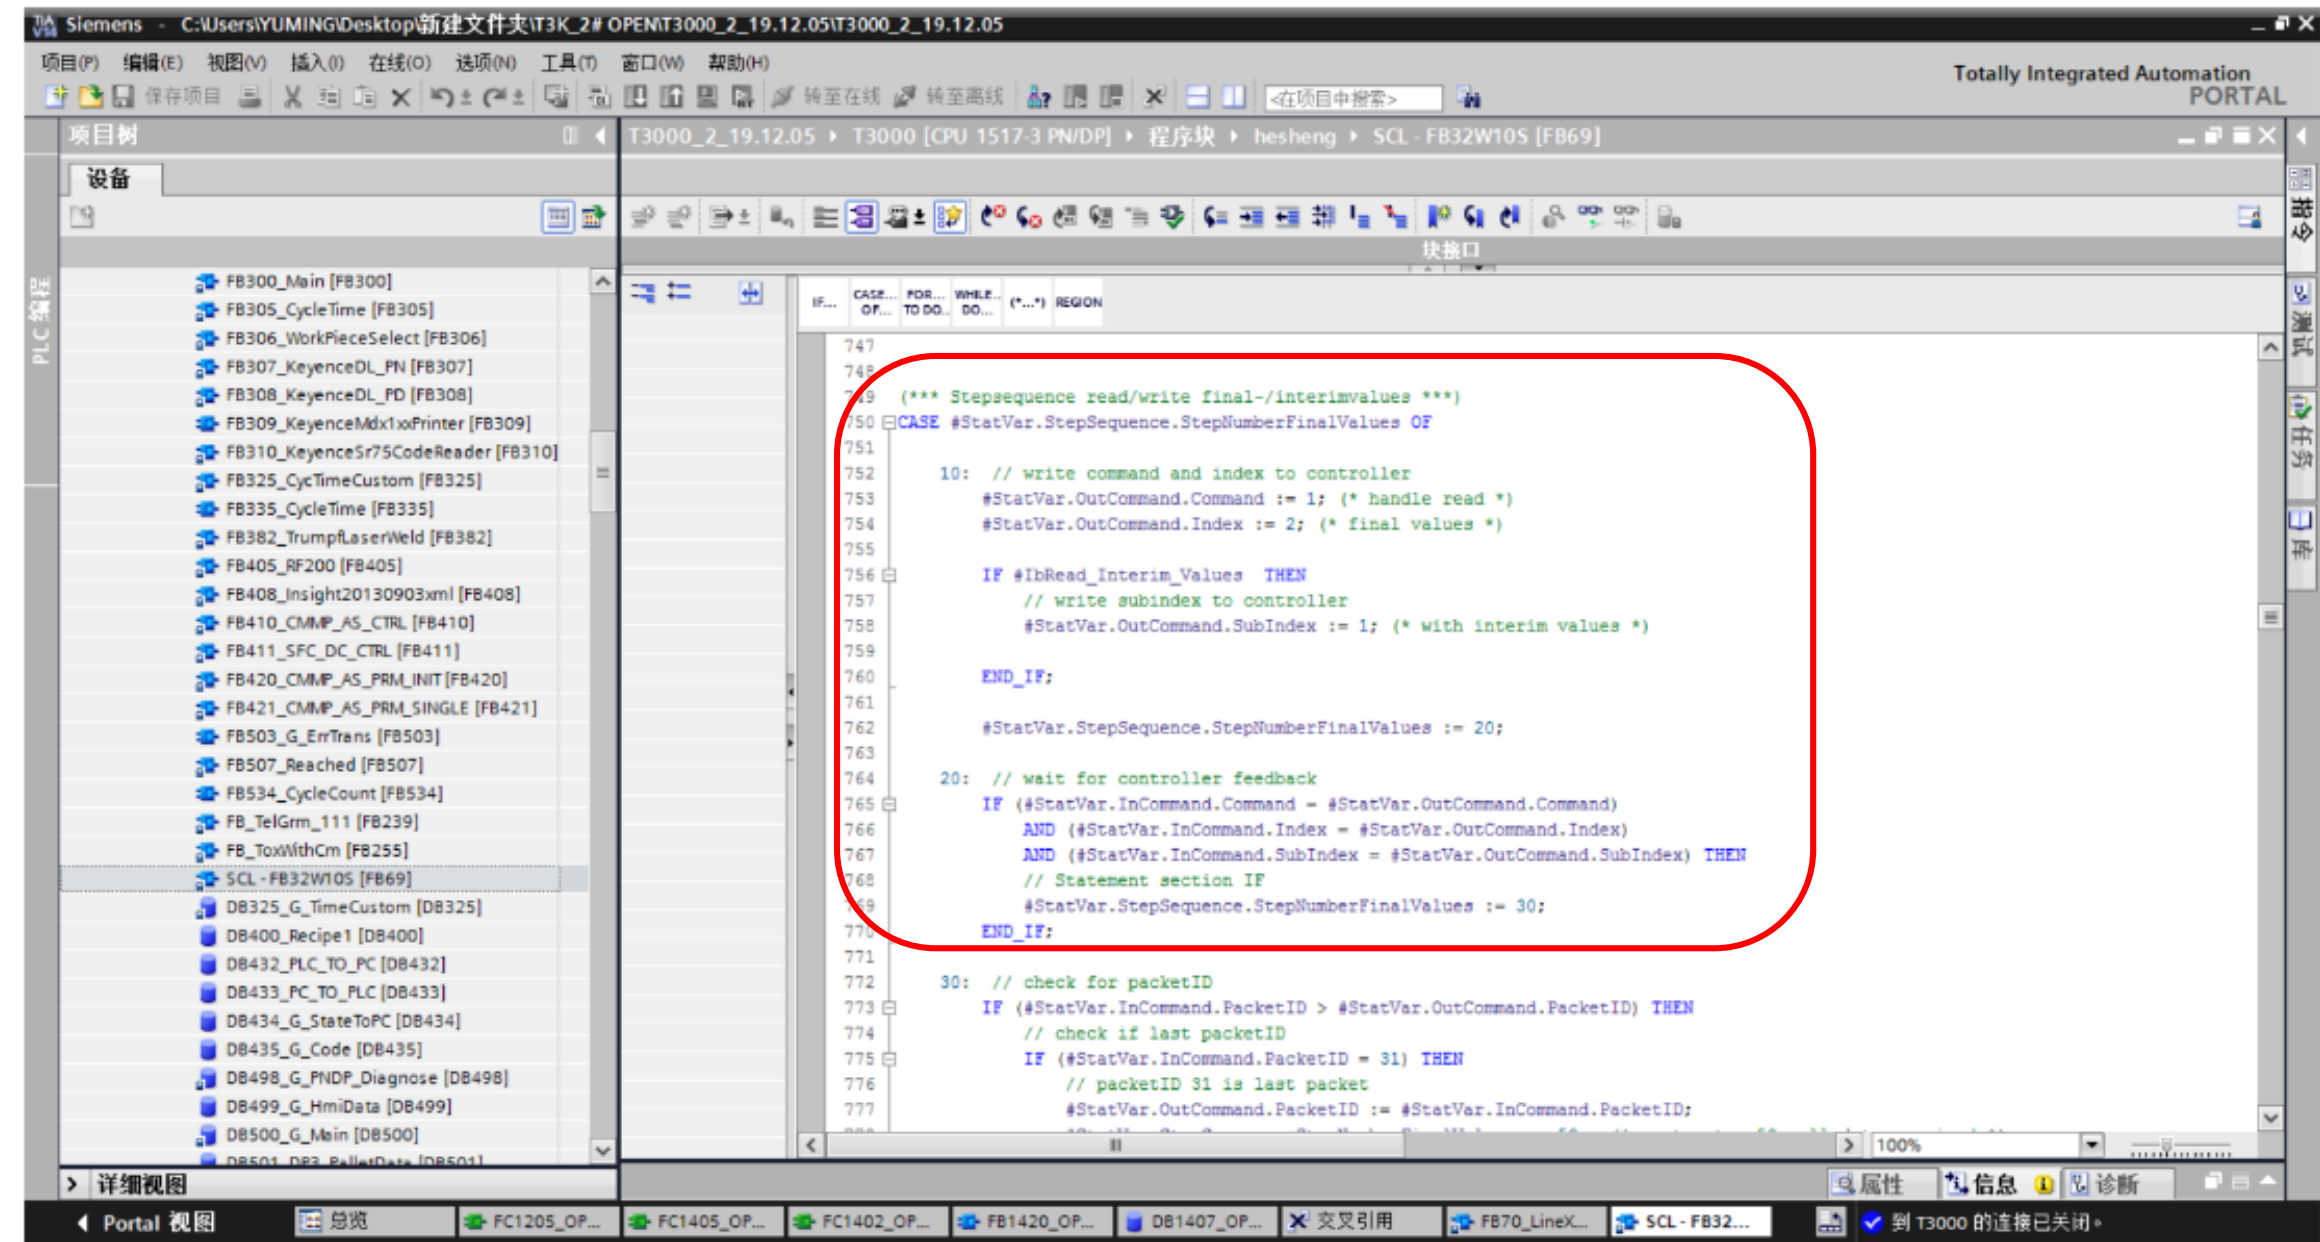 Siemens - C:\Users\YUMING\Desktop\新建文件夹\T3K_2# OPEN\T3000_2_19.12.05\T3000_2_19.12.05
项目(P) 编辑(E) 视图(V) 插入(I) 在线(O) 选项(N) 工具(T) 窗口(W) 帮助(H)
Totally Integrated Automation
PORTAL
保存项目 转至在线 转至离线 <在项目中搜索>
项目树
T3000_2_19.12.05 ▸ T3000 [CPU 1517-3 PN/DP] ▸ 程序块 ▸ hesheng ▸ SCL - FB32W10S [FB69]
设备
块接口
PLC 编程
FB300_Main [FB300]
FB305_CycleTime [FB305]
FB306_WorkPieceSelect [FB306]
FB307_KeyenceDL_PN [FB307]
FB308_KeyenceDL_PD [FB308]
FB309_KeyenceMdx1xxPrinter [FB309]
FB310_KeyenceSr75CodeReader [FB310]
FB325_CycTimeCustom [FB325]
FB335_CycleTime [FB335]
FB382_TrumpfLaserWeld [FB382]
FB405_RF200 [FB405]
FB408_Insight20130903xml [FB408]
FB410_CMMP_AS_CTRL [FB410]
FB411_SFC_DC_CTRL [FB411]
FB420_CMMP_AS_PRM_INIT [FB420]
FB421_CMMP_AS_PRM_SINGLE [FB421]
FB503_G_ErrTrans [FB503]
FB507_Reached [FB507]
FB534_CycleCount [FB534]
FB_TelGrm_111 [FB239]
FB_ToxWithCm [FB255]
SCL - FB32W10S [FB69]
DB325_G_TimeCustom [DB325]
DB400_Recipe1 [DB400]
DB432_PLC_TO_PC [DB432]
DB433_PC_TO_PLC [DB433]
DB434_G_StateToPC [DB434]
DB435_G_Code [DB435]
DB498_G_PNDP_Diagnose [DB498]
DB499_G_HmiData [DB499]
DB500_G_Main [DB500]
DB501_DP3_PalletData [DB501]
详细视图
IF... CASE... OF... FOR... TO DO... WHILE... DO... (*...*) REGION
747
748
749 (*** Stepsequence read/write final-/interimvalues ***)
750 CASE #StatVar.StepSequence.StepNumberFinalValues OF
751
752 10: // write command and index to controller
753 #StatVar.OutCommand.Command := 1; (* handle read *)
754 #StatVar.OutCommand.Index := 2; (* final values *)
755
756 IF #IbRead_Interim_Values THEN
757 // write subindex to controller
758 #StatVar.OutCommand.SubIndex := 1; (* with interim values *)
759
760 END_IF;
761
762 #StatVar.StepSequence.StepNumberFinalValues := 20;
763
764 20: // wait for controller feedback
765 IF (#StatVar.InCommand.Command = #StatVar.OutCommand.Command)
766 AND (#StatVar.InCommand.Index = #StatVar.OutCommand.Index)
767 AND (#StatVar.InCommand.SubIndex = #StatVar.OutCommand.SubIndex) THEN
768 // Statement section IF
769 #StatVar.StepSequence.StepNumberFinalValues := 30;
770 END_IF;
771
772 30: // check for packetID
773 IF (#StatVar.InCommand.PacketID > #StatVar.OutCommand.PacketID) THEN
774 // check if last packetID
775 IF (#StatVar.InCommand.PacketID = 31) THEN
776 // packetID 31 is last packet
777 #StatVar.OutCommand.PacketID := #StatVar.InCommand.PacketID;
100%
指令
测试
任务
库
属性 信息 诊断
Portal 视图 总览 FC1205_OP... FC1405_OP... FC1402_OP... FB1420_OP... DB1407_OP... 交叉引用 FB70_LineX... SCL - FB32... 到 T3000 的连接已关闭。